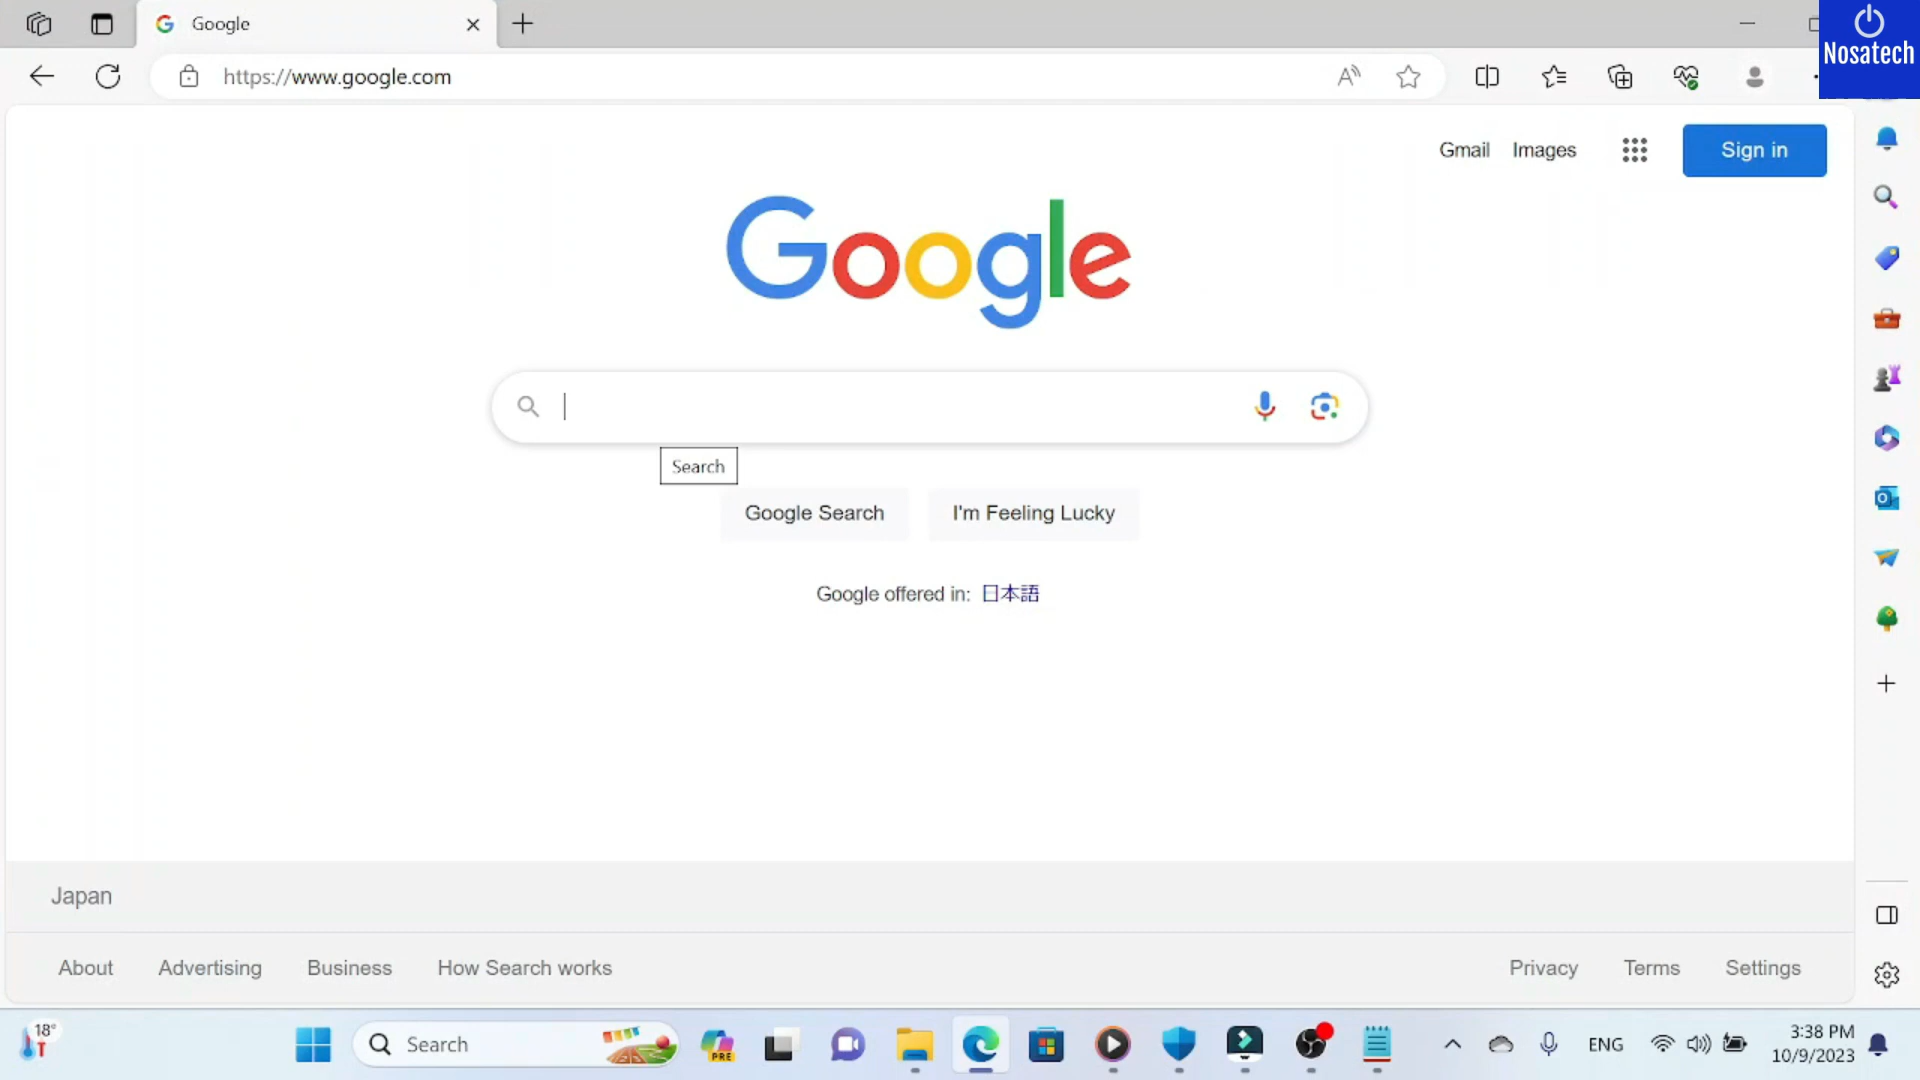 Google
https://www.google.com
Nosatech
Gmail Images Sign in
Google
Search
Google Search I'm Feeling Lucky
Google offered in: 日本語
Japan
About Advertising Business How Search works Privacy Terms Settings
18°
Search
PRE
ENG
3:38 PM
10/9/2023